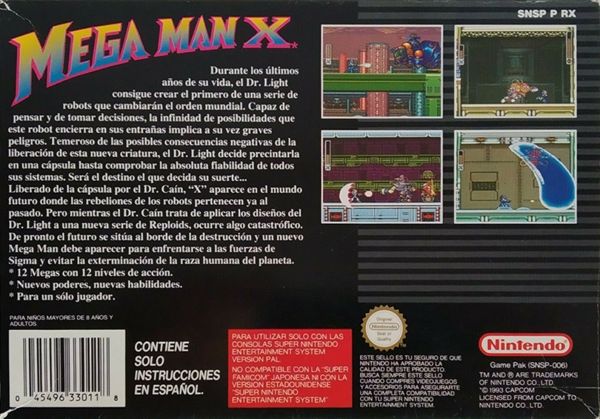 SNSP P RX
MEGA MAN X
Durante los últimos
años de su vida, el Dr. Light
consigue crear el primero de una serie de
robots que cambiarán el orden mundial. Capaz de
pensar y de tomar decisiones, la infinidad de posibilidades que
este robot encierra en sus entrañas implica a su vez graves
peligros. Temeroso de las posibles consecuencias negativas de la
liberación de esta nueva criatura, el Dr. Light decide precintarla
en una cápsula hasta comprobar la absoluta fiabilidad de todos
sus sistemas. Será el destino el que decida su suerte...
Liberado de la cápsula por el Dr. Caín, "X" aparece en el mundo
futuro donde las rebeliones de los robots pertenecen ya al
pasado. Pero mientras el Dr. Caín trata de aplicar los diseños del
Dr. Light a una nueva serie de Reploids, ocurre algo catastrófico.
De pronto el futuro se sitúa al borde de la destrucción y un nuevo
Mega Man debe aparecer para enfrentarse a las fuerzas de
Sigma y evitar la exterminación de la raza humana del planeta.
* 12 Megas con 12 niveles de acción.
* Nuevos poderes, nuevas habilidades.
* Para un sólo jugador.
PARA NIÑOS MAYORES DE 8 AÑOS Y
ADULTOS
0 45496 33011 8
CONTIENE
SOLO
INSTRUCCIONES
EN ESPAÑOL.
PARA UTILIZAR SOLO CON LAS
CONSOLAS SUPER NINTENDO
ENTERTAINMENT SYSTEM
VERSION PAL.
NO COMPATIBLE CON LA "SUPER
FAMICOM" JAPONESA NI CON LA
VERSION ESTADOUNIDENSE
"SUPER NINTENDO
ENTERTAINMENT SYSTEM"
Original
Nintendo
Seal of
Quality
ESTE SELLO ES TU SEGURO DE QUE
NINTENDO HA APROBADO LA
CALIDAD DE ESTE PRODUCTO.
BUSCA SIEMPRE ESTE SELLO
CUANDO COMPRES VIDEOJUEGOS
Y ACCESORIOS PARA ASEGURARTE
UNA COMPLETA COMPATIBILIDAD
CON TU SUPER NINTENDO
ENTERTAINMENT SYSTEM
Nintendo
Game Pak (SNSP-006)
TM AND ® ARE TRADEMARKS
OF NINTENDO CO., LTD
©1993 CAPCOM
LICENSED FROM CAPCOM TO
NINTENDO CO., LTD